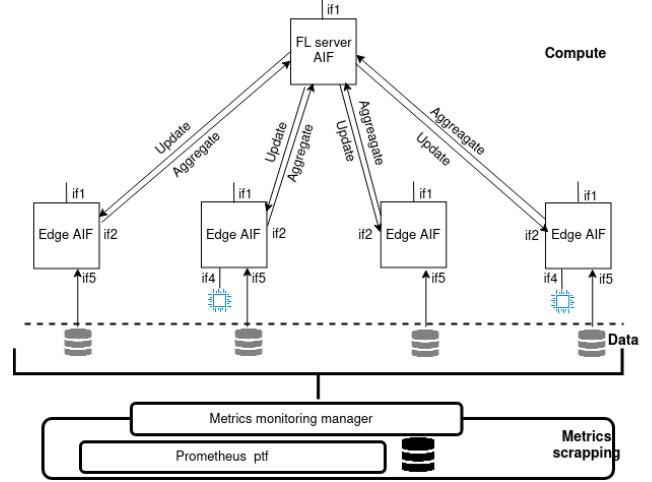 if1
FL server
AIF
Compute
Update
Aggregate
Update
Aggregate
Aggreagate
Update
Aggreagate
Update
if1
if1
if1
if1
Edge AIF
if2
Edge AIF
if2
if2
Edge AIF
if2
Edge AIF
if5
if4
if5
if5
if4
if5
Data
Metrics monitoring manager
Metrics
scrapping
Prometheus ptf